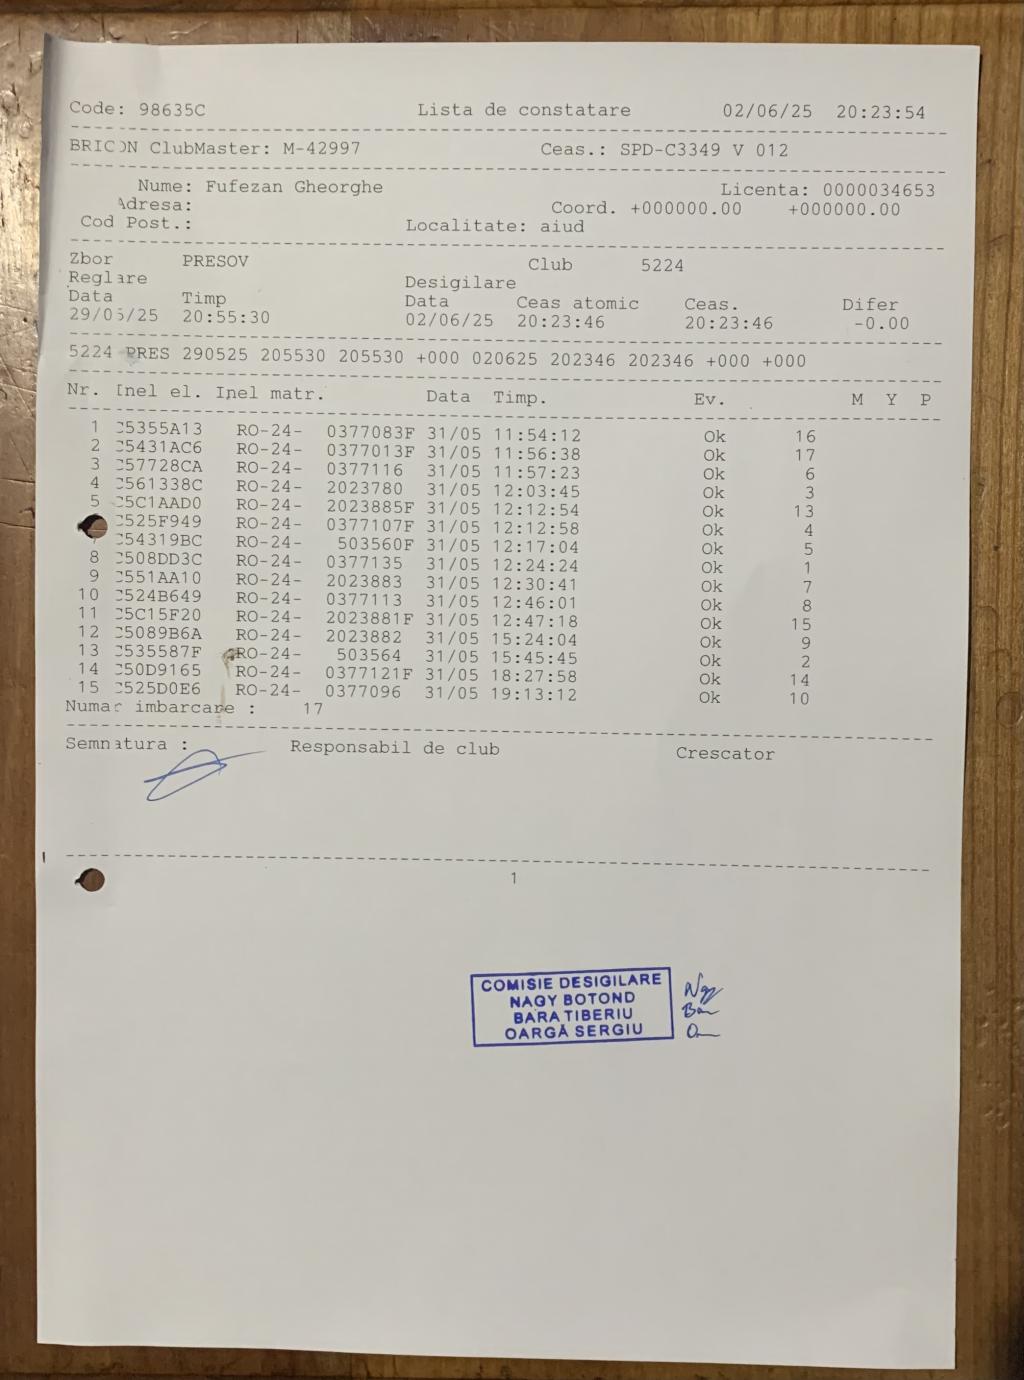 Code: 98635C Lista de constatare 02/06/25 20:23:54
BRICON ClubMaster: M-42997 Ceas.: SPD-C3349 V 012
Nume: Fufezan Gheorghe Licenta: 0000034653
Adresa: Coord. +000000.00 +000000.00
Cod Post.: Localitate: aiud
Zbor PRESOV Club 5224
Reglare Desigilare
Data Timp Data Ceas atomic Ceas. Difer
29/05/25 20:55:30 02/06/25 20:23:46 20:23:46 -0.00
5224 PRES 290525 205530 205530 +000 020625 202346 202346 +000 +000
Nr. Inel el. Inel matr. Data Timp. Ev. M Y P
1 C5355A13 RO-24- 0377083F 31/05 11:54:12 Ok 16
2 C5431AC6 RO-24- 0377013F 31/05 11:56:38 Ok 17
3 C57728CA RO-24- 0377116 31/05 11:57:23 Ok 6
4 C561338C RO-24- 2023780 31/05 12:03:45 Ok 3
5 C5C1AAD0 RO-24- 2023885F 31/05 12:12:54 Ok 13
C525F949 RO-24- 0377107F 31/05 12:12:58 Ok 4
C54319BC RO-24- 503560F 31/05 12:17:04 Ok 5
8 C508DD3C RO-24- 0377135 31/05 12:24:24 Ok 1
9 C551AA10 RO-24- 2023883 31/05 12:30:41 Ok 7
10 C524B649 RO-24- 0377113 31/05 12:46:01 Ok 8
11 C5C15F20 RO-24- 2023881F 31/05 12:47:18 Ok 15
12 C5089B6A RO-24- 2023882 31/05 15:24:04 Ok 9
13 C535587F RO-24- 503564 31/05 15:45:45 Ok 2
14 C50D9165 RO-24- 0377121F 31/05 18:27:58 Ok 14
15 C525D0E6 RO-24- 0377096 31/05 19:13:12 Ok 10
Numar imbarcare : 17
Semnatura : Responsabil de club Crescator
1
COMISIE DESIGILARE
NAGY BOTOND
BARA TIBERIU
OARGĂ SERGIU